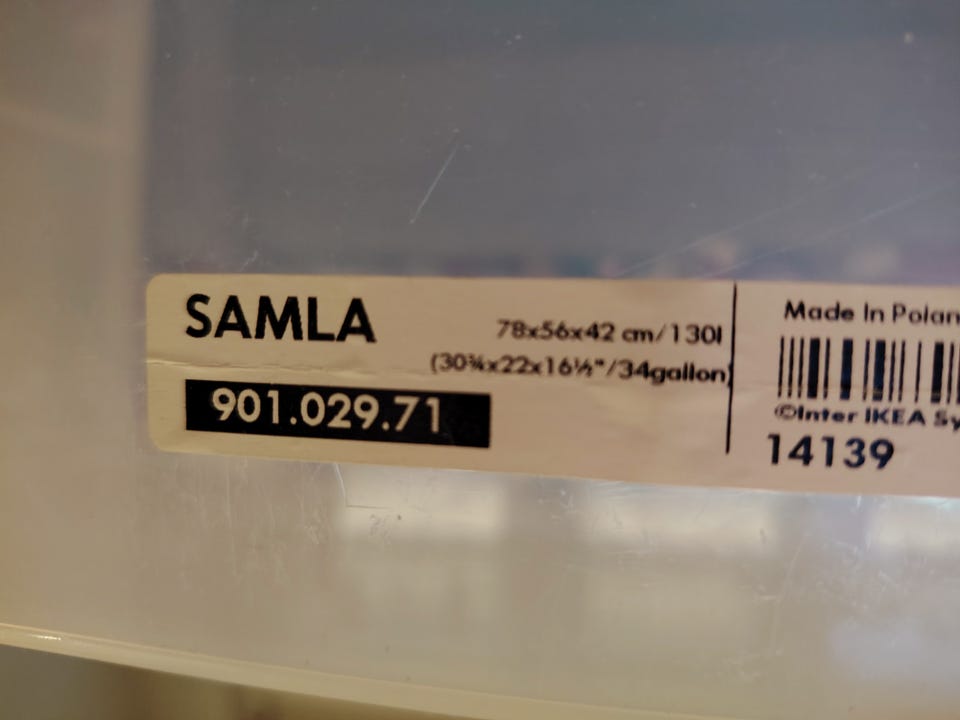 SAMLA
78x56x42 cm/130l
(30¾x22x16½"/34gallon)
901.029.71
Made In Polan
©Inter IKEA Sy
14139